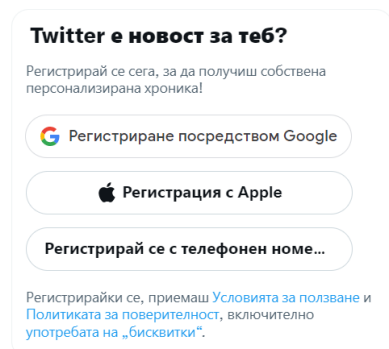 Twitter е новост за теб?
Регистрирай се сега, за да получиш собствена
персонализирана хроника!
Регистриране посредством Google
Регистрация с Apple
Регистрирай се с телефонен номе...
Регистрирайки се, приемаш Условията за ползване и
Политиката за поверителност, включително
употребата на „бисквитки“.